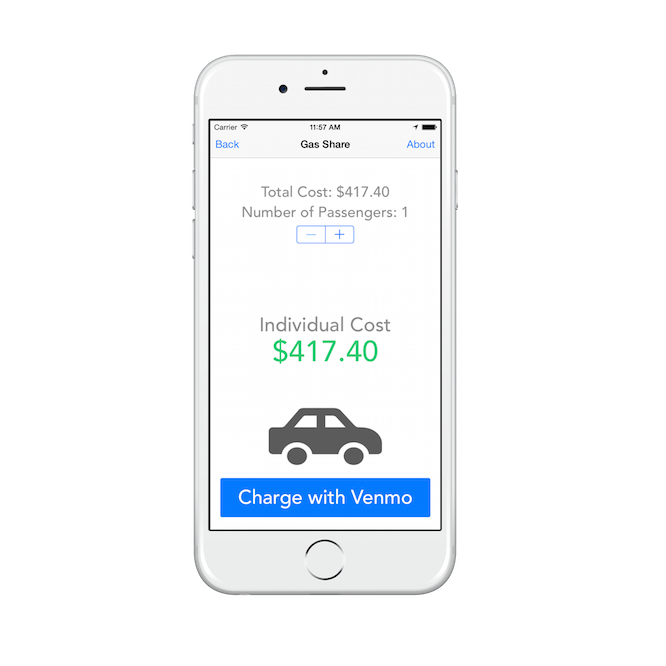 Carrier 11:57 AM
Back Gas Share About
Total Cost: $417.40
Number of Passengers: 1
− +
Individual Cost
$417.40
Charge with Venmo